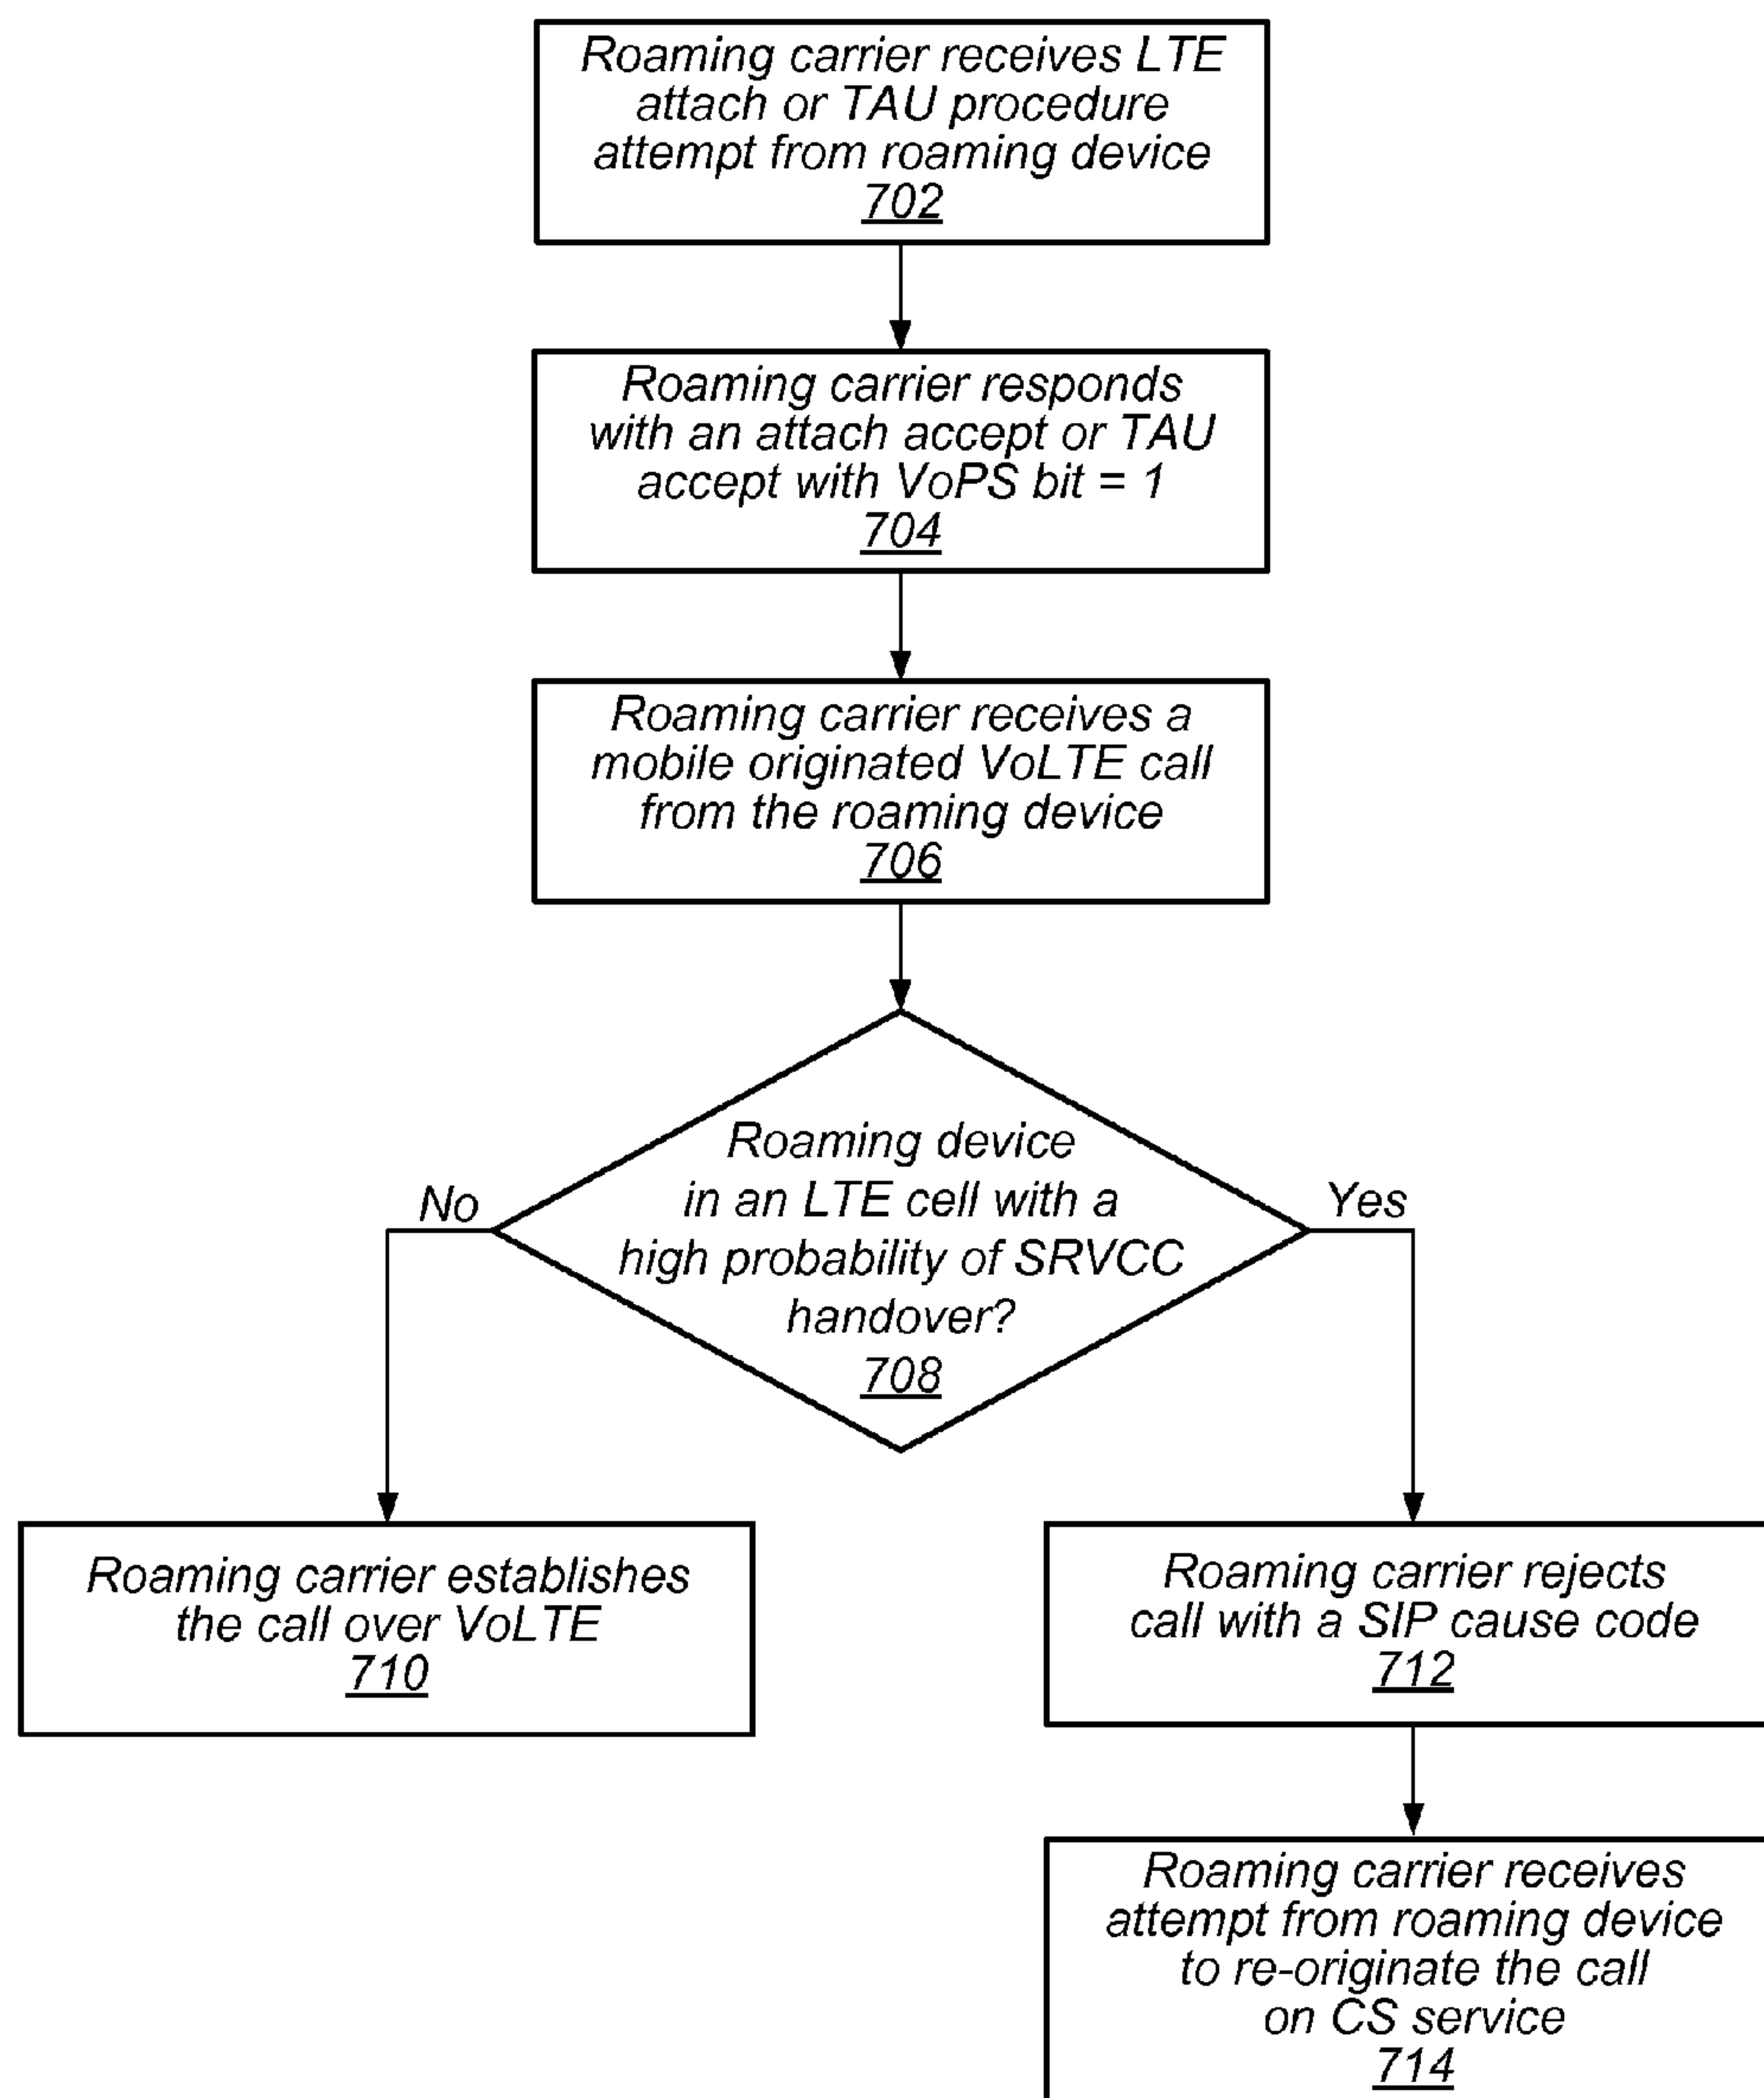 Roaming carrier receives LTE
attach or TAU procedure
attempt from roaming device
702
Roaming carrier responds
with an attach accept or TAU
accept with VoPS bit = 1
704
Roaming carrier receives a
mobile originated VoLTE call
from the roaming device
706
Roaming device
in an LTE cell with a
high probability of SRVCC
handover?
708
No
Yes
Roaming carrier establishes
the call over VoLTE
710
Roaming carrier rejects
call with a SIP cause code
712
Roaming carrier receives
attempt from roaming device
to re-originate the call
on CS service
714